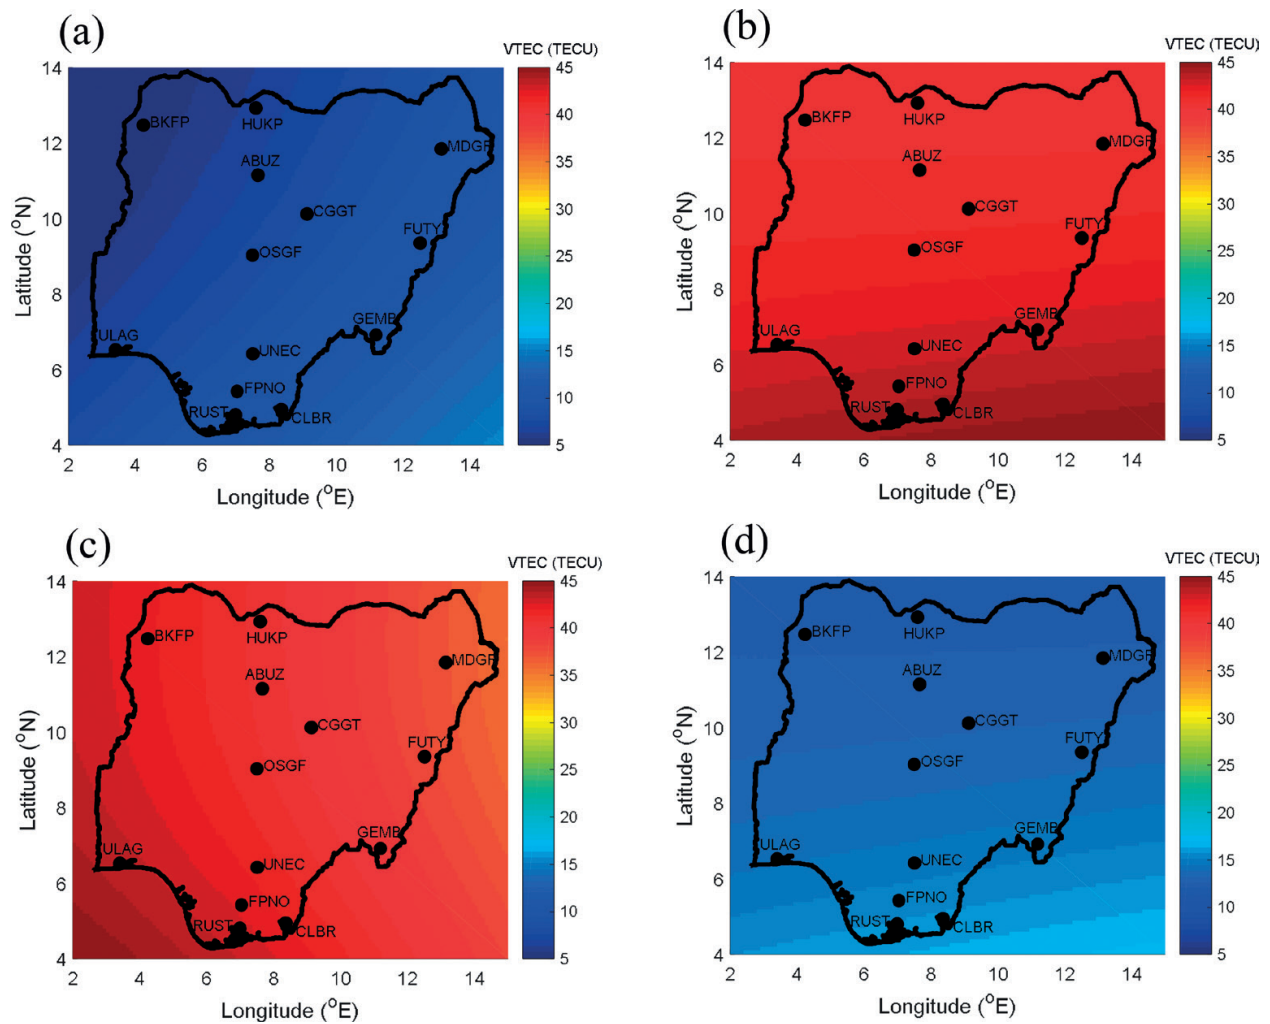 (a)
VTEC (TECU)
14
12
10
8
6
4
2
4
6
8
10
12
14
Latitude (°N)
Longitude (°E)
BKFP
HUKP
MDGF
ABUZ
CGGT
FUTY
OSGF
GEMB
ULAG
UNEC
FPNO
RUST
CLBR
45
40
35
30
25
20
15
10
5
(b)
VTEC (TECU)
14
12
10
8
6
4
2
4
6
8
10
12
14
Latitude (°N)
Longitude (°E)
BKFP
HUKP
MDGF
ABUZ
CGGT
FUTY
OSGF
GEMB
ULAG
UNEC
FPNO
RUST
CLBR
45
40
35
30
25
20
15
10
5
(c)
VTEC (TECU)
14
12
10
8
6
4
2
4
6
8
10
12
14
Latitude (°N)
Longitude (°E)
BKFP
HUKP
MDGF
ABUZ
CGGT
FUTY
OSGF
GEMB
ULAG
UNEC
FPNO
RUST
CLBR
45
40
35
30
25
20
15
10
5
(d)
VTEC (TECU)
14
12
10
8
6
4
2
4
6
8
10
12
14
Latitude (°N)
Longitude (°E)
BKFP
HUKP
MDGF
ABUZ
CGGT
FUTY
OSGF
GEMB
ULAG
UNEC
FPNO
RUST
CLBR
45
40
35
30
25
20
15
10
5